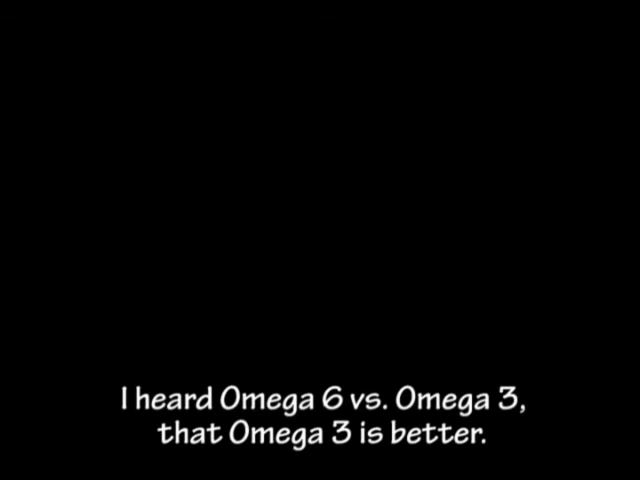 I heard Omega 6 vs. Omega 3,
that Omega 3 is better.